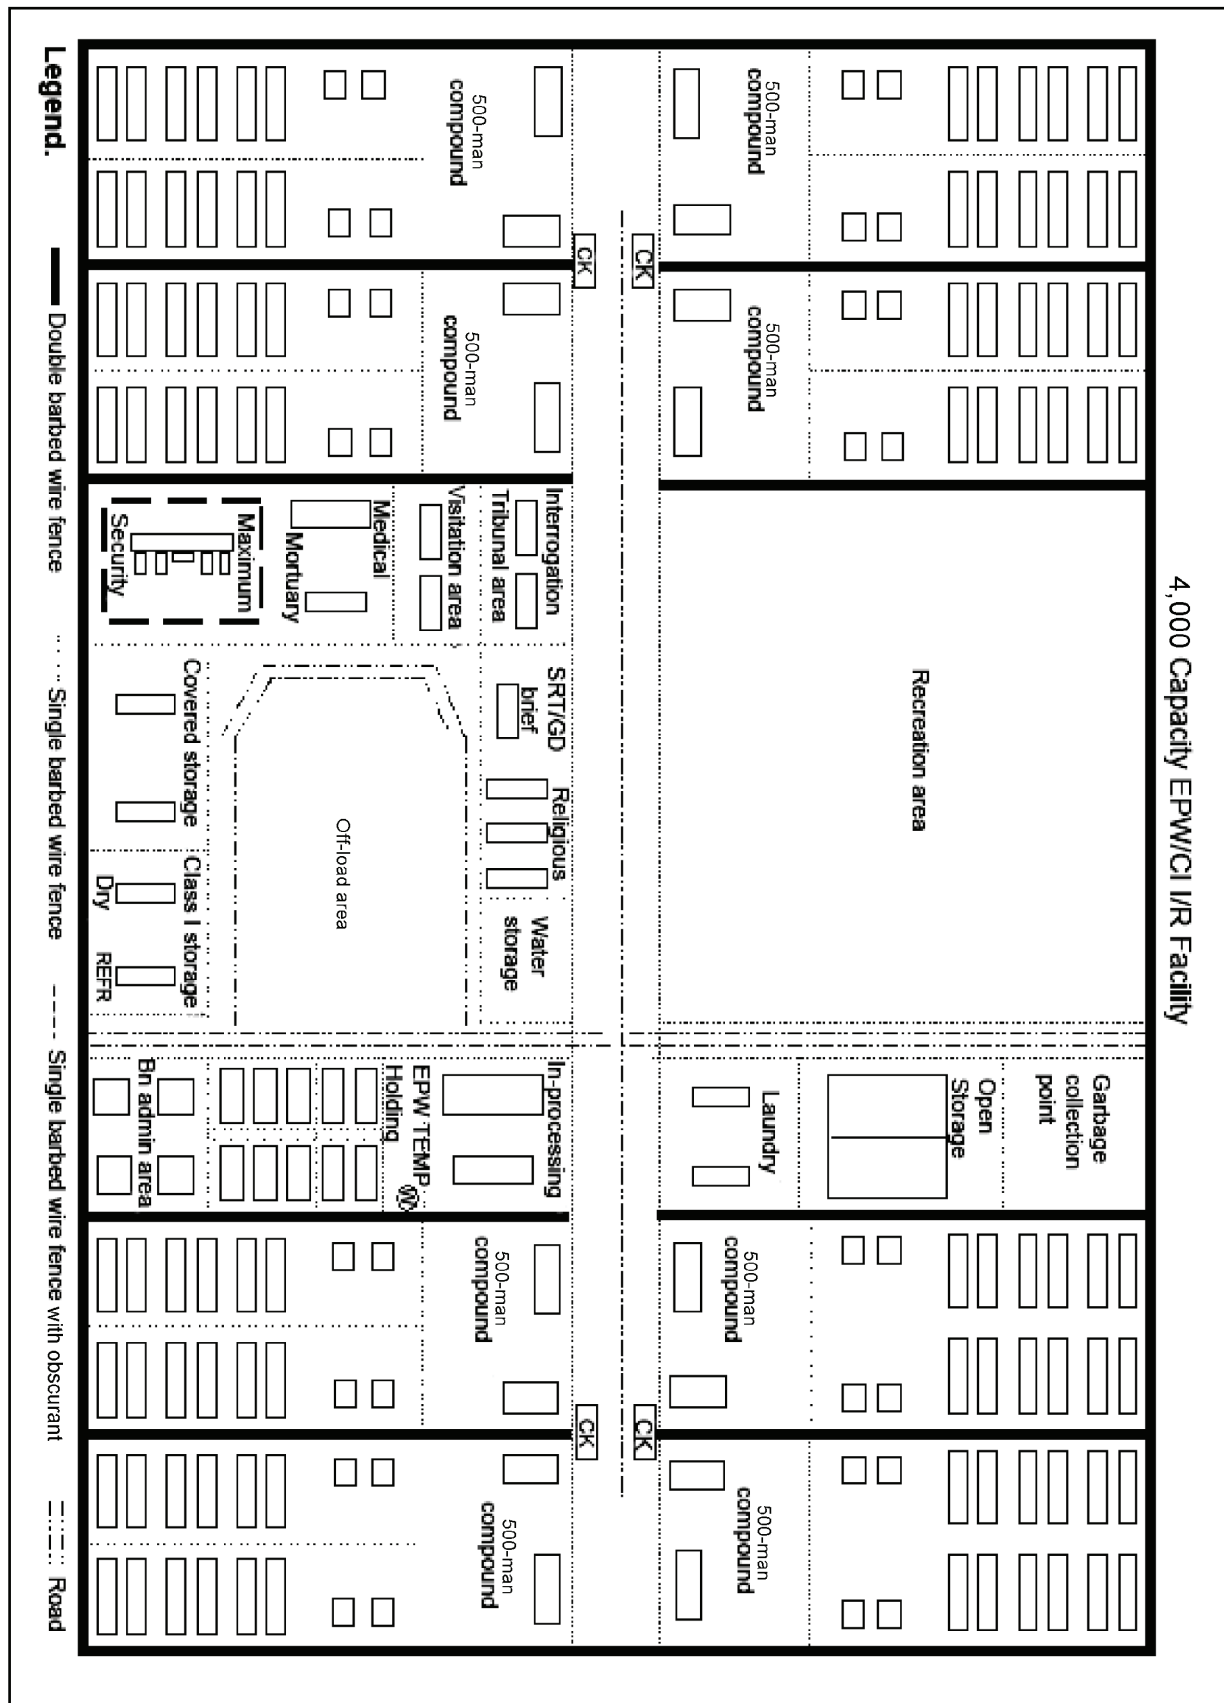 4,000 Capacity EPW/CI I/R Facility
500-man
compound
500-man
compound
Recreation area
Garbage
collection
point
Open
Storage
Laundry
500-man
compound
500-man
compound
CK
CK
CK
CK
500-man
compound
500-man
compound
Interrogation
Tribunal area
Visitation area
Medical
Mortuary
Maximum
Security
SRT/GD
brief
Religious
Water
storage
Off-load area
Covered storage
Class I storage
Dry
REFR
In-processing
EPW TEMP
Holding
W
Bn admin area
500-man
compound
500-man
compound
Legend.
Double barbed wire fence
Single barbed wire fence
Single barbed wire fence with obscurant
Road